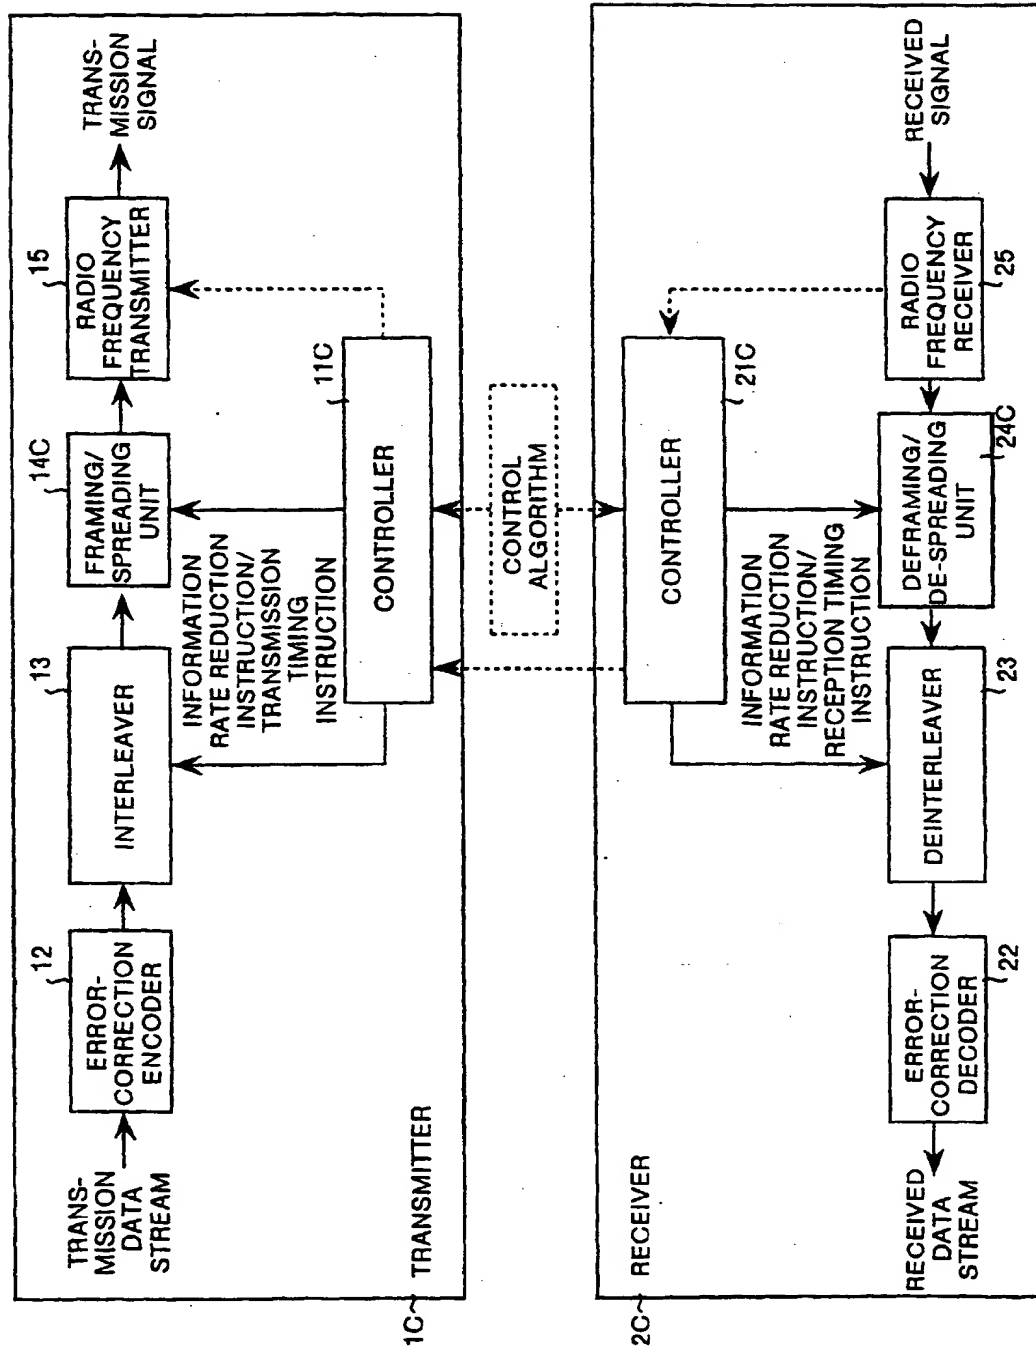 1C
TRANSMITTER
TRANS-
MISSION
DATA
STREAM
12
ERROR-
CORRECTION
ENCODER
13
INTERLEAVER
14C
FRAMING/
SPREADING
UNIT
15
RADIO
FREQUENCY
TRANSMITTER
TRANS-
MISSION
SIGNAL
INFORMATION
RATE REDUCTION
INSTRUCTION/
TRANSMISSION
TIMING
INSTRUCTION
11C
CONTROLLER
CONTROL
ALGORITHM
2C
RECEIVER
21C
CONTROLLER
INFORMATION
RATE REDUCTION
INSTRUCTION/
RECEPTION TIMING
INSTRUCTION
RECEIVED
DATA
STREAM
ERROR-
CORRECTION
DECODER
22
DEINTERLEAVER
23
DEFRAMING/
DE-SPREADING
UNIT
24C
RADIO
FREQUENCY
RECEIVER
25
RECEIVED
SIGNAL